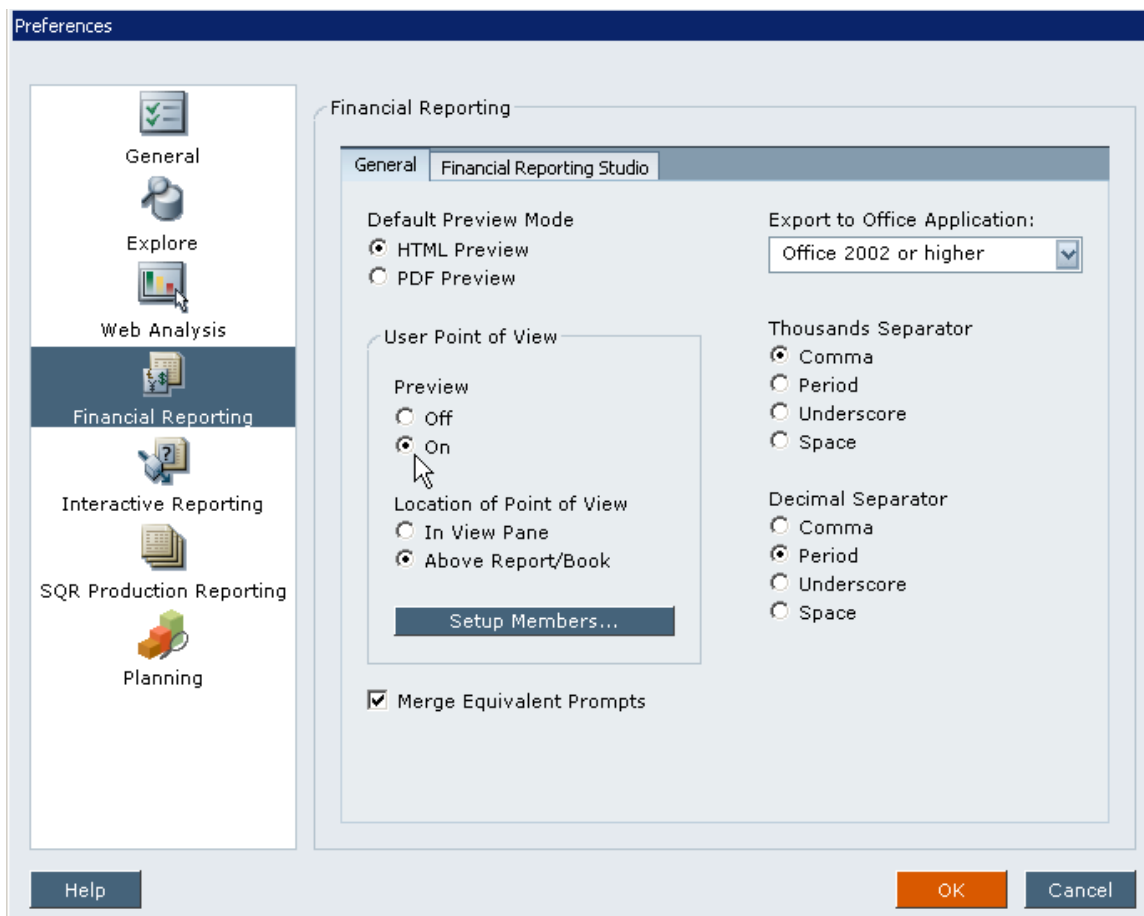 Preferences
General
Explore
Web Analysis
Financial Reporting
Interactive Reporting
SQR Production Reporting
Planning
Financial Reporting
General
Financial Reporting Studio
Default Preview Mode
HTML Preview
PDF Preview
User Point of View
Preview
Off
On
Location of Point of View
In View Pane
Above Report/Book
Setup Members...
Merge Equivalent Prompts
Export to Office Application:
Office 2002 or higher
Thousands Separator
Comma
Period
Underscore
Space
Decimal Separator
Comma
Period
Underscore
Space
Help
OK
Cancel